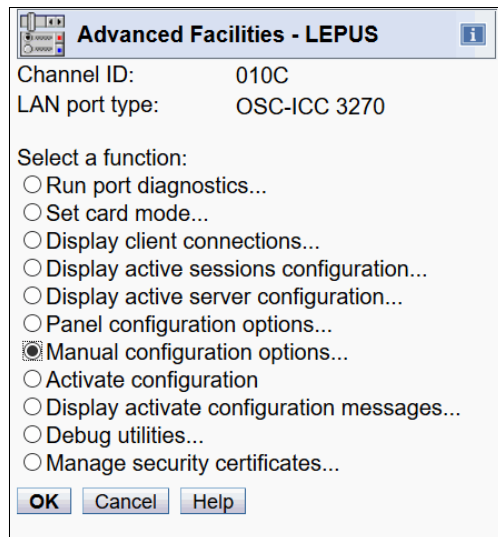 Advanced Facilities - LEPUS
Channel ID: 010C
LAN port type: OSC-ICC 3270
Select a function:
Run port diagnostics...
Set card mode...
Display client connections...
Display active sessions configuration...
Display active server configuration...
Panel configuration options...
Manual configuration options...
Activate configuration
Display activate configuration messages...
Debug utilities...
Manage security certificates...
OK Cancel Help